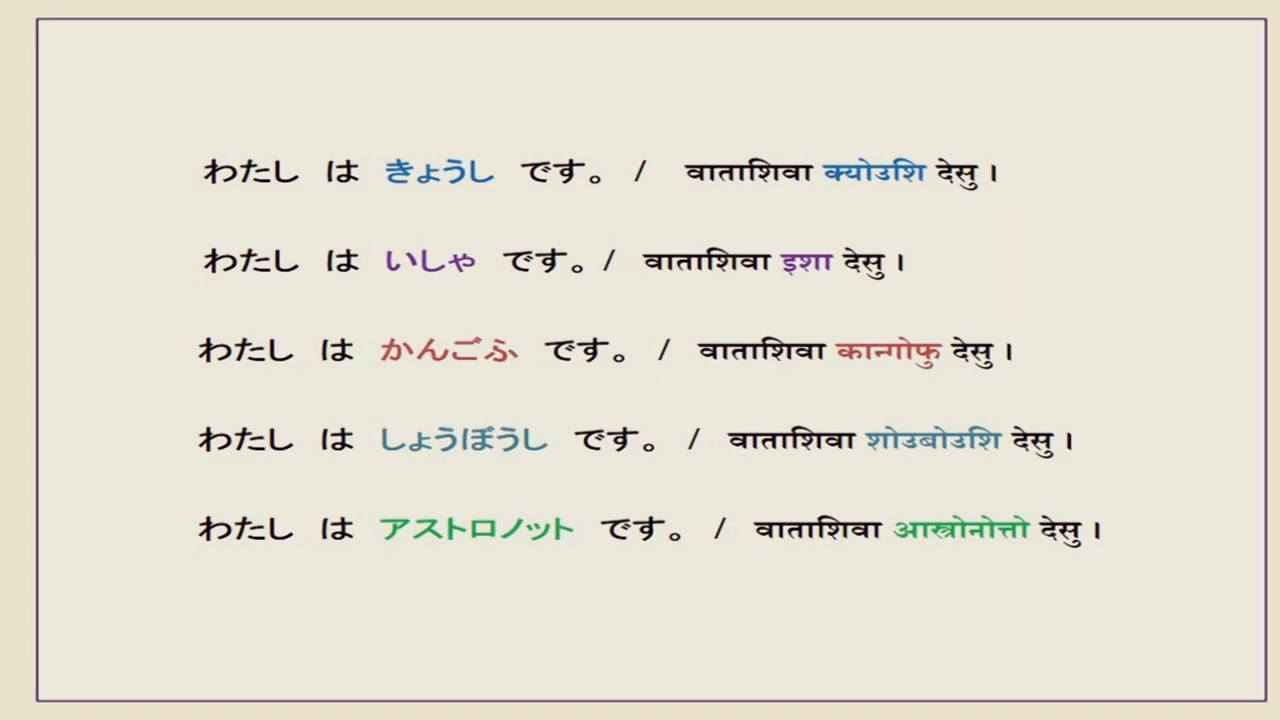 わたし は きょうし です。 / वाताशिवा क्योउशि देसु ।
わたし は いしゃ です。 / वाताशिवा इशा देसु ।
わたし は かんごふ です。 / वाताशिवा कान्गोफु देसु ।
わたし は しょうぼうし です。 / वाताशिवा शोउबोउशि देसु ।
わたし は アストロノット です。 / वाताशिवा आस्त्रोनोत्तो देसु ।